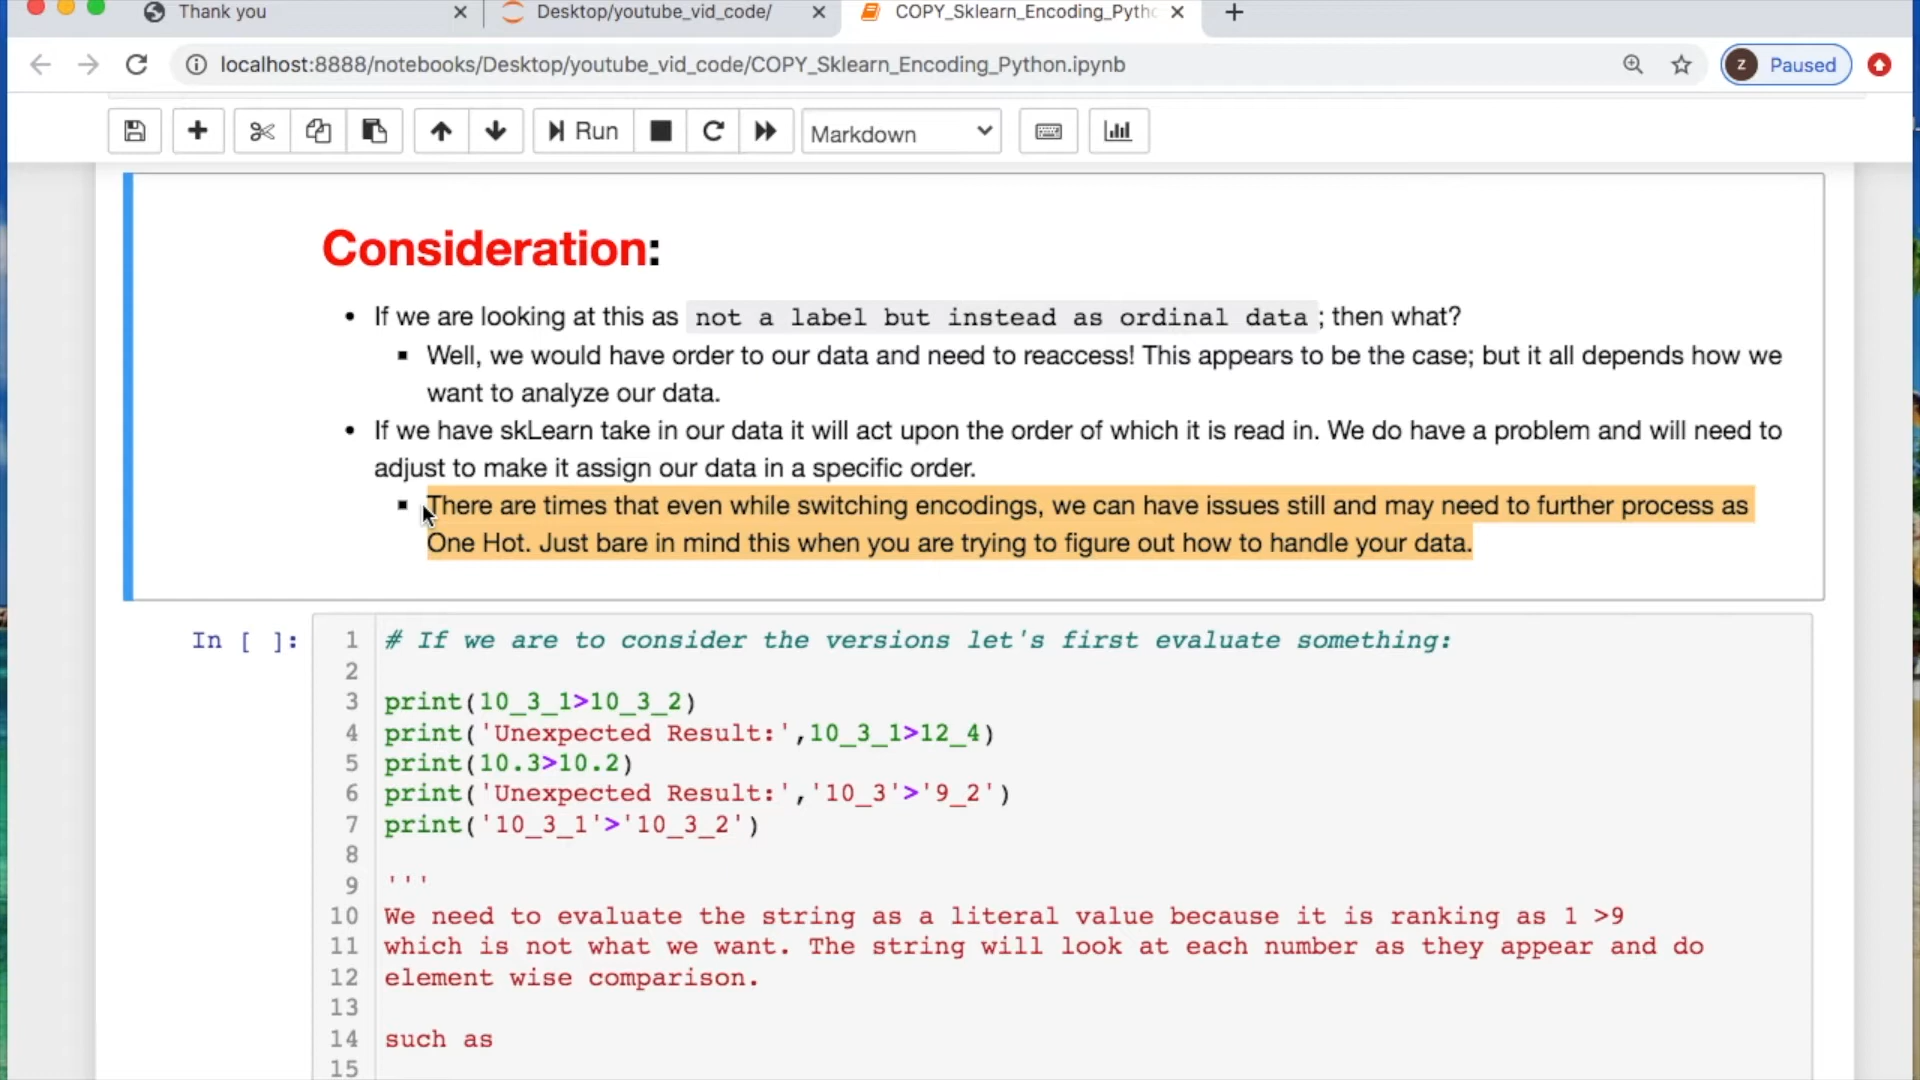 Thank you
Desktop/youtube_vid_code/
COPY_Sklearn_Encoding_Pythc
localhost:8888/notebooks/Desktop/youtube_vid_code/COPY_Sklearn_Encoding_Python.ipynb
Z Paused
Run
Markdown
Consideration:
• If we are looking at this as not a label but instead as ordinal data ; then what?
▪ Well, we would have order to our data and need to reaccess! This appears to be the case; but it all depends how we
want to analyze our data.
• If we have skLearn take in our data it will act upon the order of which it is read in. We do have a problem and will need to
adjust to make it assign our data in a specific order.
▪ There are times that even while switching encodings, we can have issues still and may need to further process as
One Hot. Just bare in mind this when you are trying to figure out how to handle your data.
In [ ]:
1 # If we are to consider the versions let's first evaluate something:
2
3 print(10_3_1>10_3_2)
4 print('Unexpected Result:',10_3_1>12_4)
5 print(10.3>10.2)
6 print('Unexpected Result:','10_3'>'9_2')
7 print('10_3_1'>'10_3_2')
8
9 '''
10 We need to evaluate the string as a literal value because it is ranking as 1 >9
11 which is not what we want. The string will look at each number as they appear and do
12 element wise comparison.
13
14 such as
15